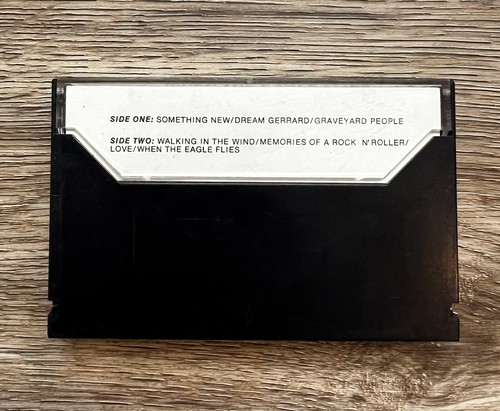 SIDE ONE: SOMETHING NEW/DREAM GERRARD/GRAVEYARD PEOPLE
SIDE TWO: WALKING IN THE WIND/MEMORIES OF A ROCK N'ROLLER/
LOVE/WHEN THE EAGLE FLIES